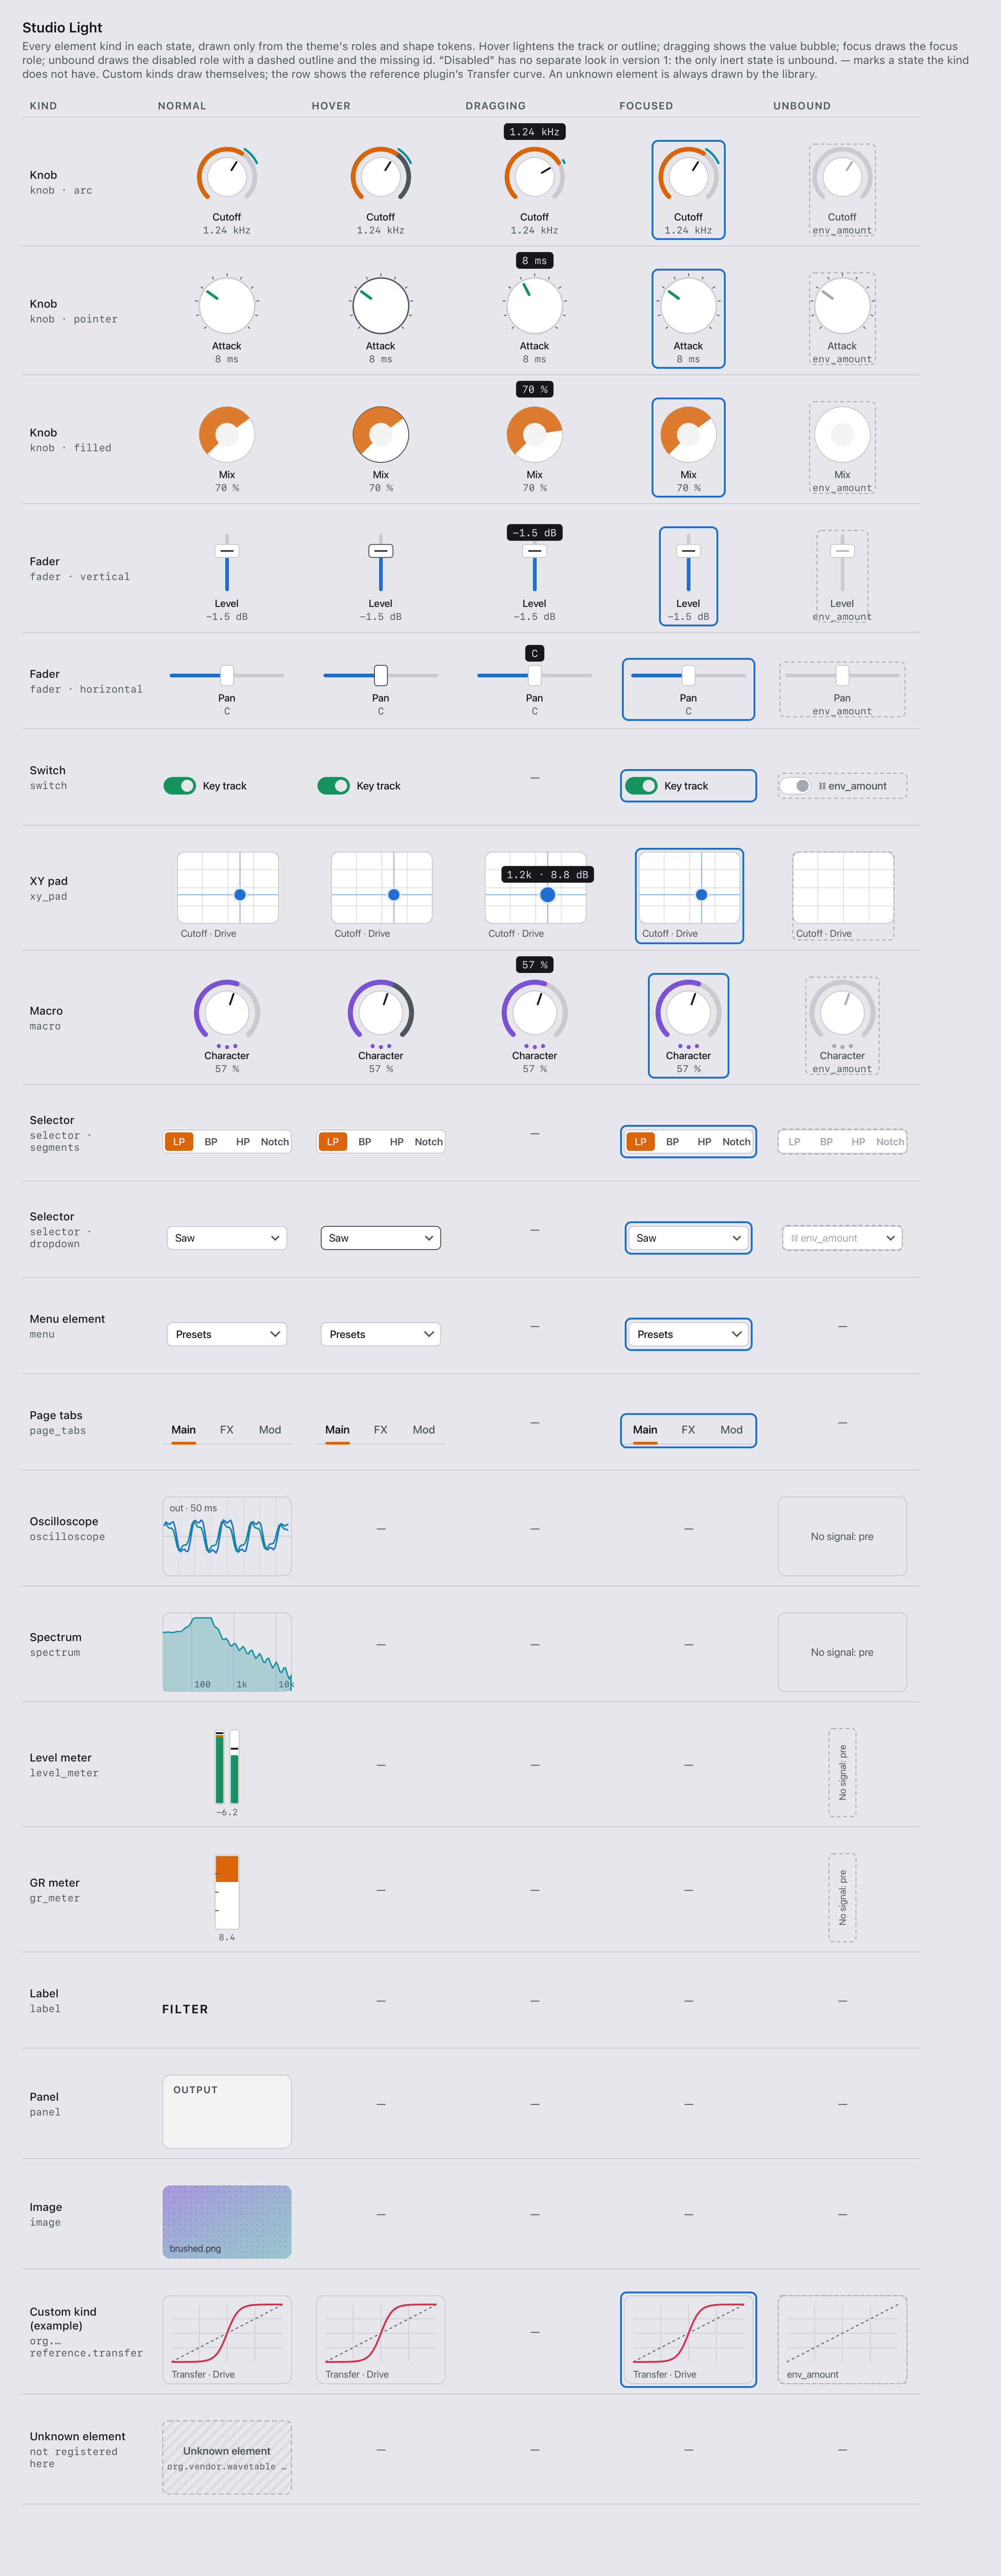 Studio Light
Every element kind in each state, drawn only from the theme's roles and shape tokens. Hover lightens the track or outline; dragging shows the value bubble; focus draws the focus
role; unbound draws the disabled role with a dashed outline and the missing id. “Disabled” has no separate look in version 1: the only inert state is unbound. — marks a state the kind
does not have. Custom kinds draw themselves; the row shows the reference plugin's Transfer curve. An unknown element is always drawn by the library.
KIND NORMAL HOVER DRAGGING FOCUSED UNBOUND
1.24 kHz
Knob
knob · arc
Cutoff Cutoff Cutoff Cutoff Cutoff
1.24 kHz 1.24 kHz 1.24 kHz 1.24 kHz env_amount
8 ms
Knob
knob · pointer
Attack Attack Attack Attack Attack
8 ms 8 ms 8 ms 8 ms env_amount
70 %
Knob
knob · filled
Mix Mix Mix Mix Mix
70 % 70 % 70 % 70 % env_amount
−1.5 dB
Fader
fader · vertical
Level Level Level Level Level
−1.5 dB −1.5 dB −1.5 dB −1.5 dB env_amount
C
Fader
fader · horizontal
Pan Pan Pan Pan Pan
C C C C env_amount
Switch
switch
Key track Key track — Key track env_amount
XY pad
xy_pad
1.2k · 8.8 dB
Cutoff · Drive Cutoff · Drive Cutoff · Drive Cutoff · Drive Cutoff · Drive
57 %
Macro
macro
Character Character Character Character Character
57 % 57 % 57 % 57 % env_amount
Selector
selector ·
segments
LP BP HP Notch LP BP HP Notch — LP BP HP Notch LP BP HP Notch
Selector
selector ·
dropdown
Saw Saw — Saw env_amount
Menu element
menu
Presets Presets — Presets —
Page tabs
page_tabs
Main FX Mod Main FX Mod — Main FX Mod —
Oscilloscope
oscilloscope
out · 50 ms
— — — No signal: pre
Spectrum
spectrum
100 1k 10k
— — — No signal: pre
Level meter
level_meter
−6.2
— — — No signal: pre
GR meter
gr_meter
8.4
— — — No signal: pre
Label
label
FILTER — — — —
Panel
panel
OUTPUT
— — — —
Image
image
brushed.png
— — — —
Custom kind
(example)
org.…
reference.transfer
—
Transfer · Drive Transfer · Drive Transfer · Drive env_amount
Unknown element
not registered
here
Unknown element
org.vendor.wavetable …
— — — —